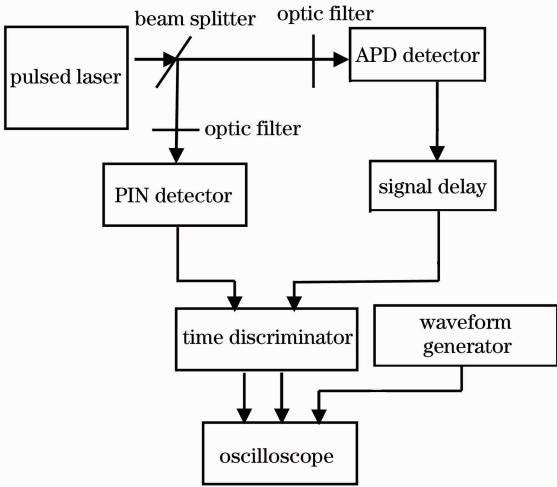 beam splitter
optic filter
pulsed laser
APD detector
optic filter
PIN detector
signal delay
time discriminator
waveform
generator
oscilloscope